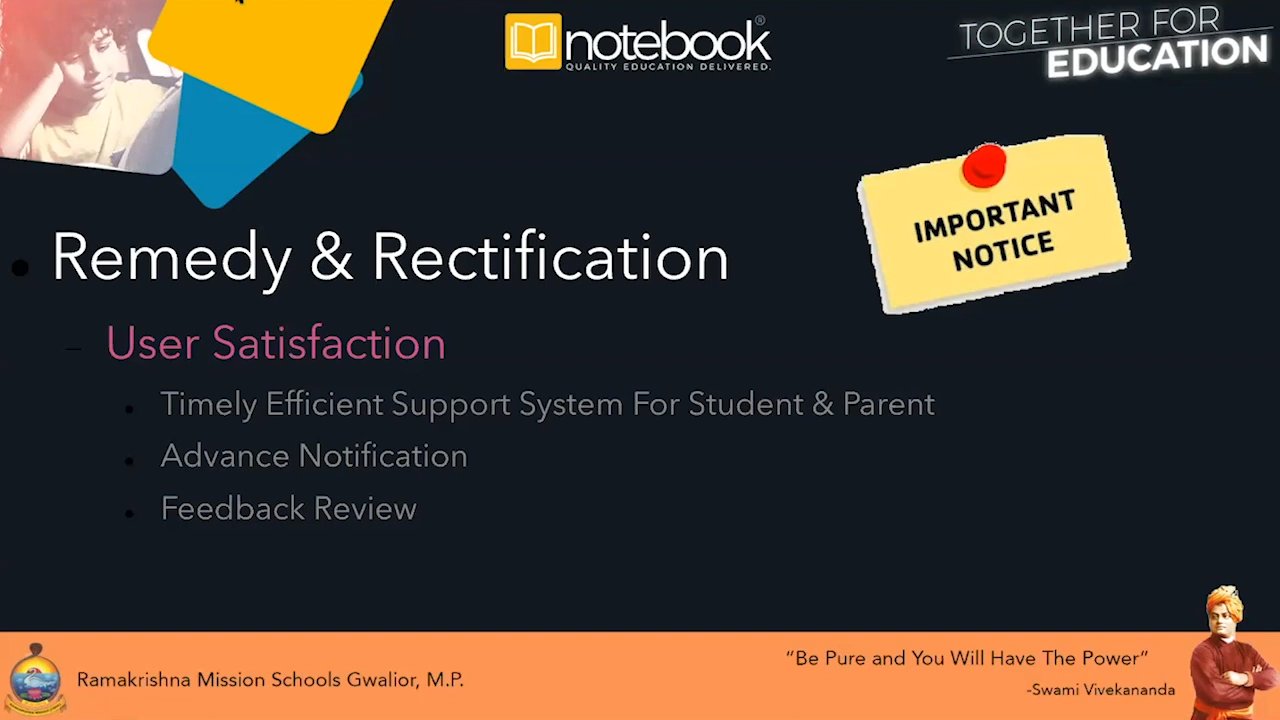 notebook®
QUALITY EDUCATION DELIVERED.
TOGETHER FOR
EDUCATION
IMPORTANT
NOTICE
Remedy & Rectification
User Satisfaction
Timely Efficient Support System For Student & Parent
Advance Notification
Feedback Review
Ramakrishna Mission Schools Gwalior, M.P.
“Be Pure and You Will Have The Power”
-Swami Vivekananda